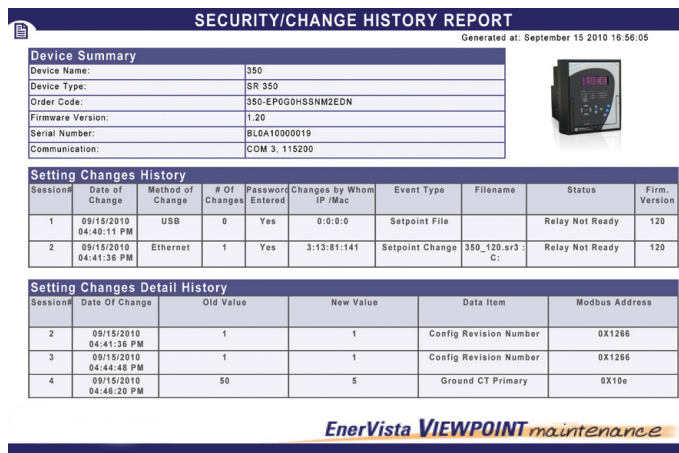 SECURITY/CHANGE HISTORY REPORT
Generated at: September 15 2010 16:56:05
Device Summary
Device Name: 350
Device Type: SR 350
Order Code: 350-EP0G0HSSNM2EDN
Firmware Version: 1.20
Serial Number: BL0A10000019
Communication: COM 3, 115200
Setting Changes History
Session# Date of Change Method of Change # Of Changes Password Entered Changes by Whom IP /Mac Event Type Filename Status Firm. Version
1 09/15/2010 04:40:11 PM USB 0 Yes 0:0:0:0 Setpoint File Relay Not Ready 120
2 09/15/2010 04:41:36 PM Ethernet 1 Yes 3:13:81:141 Setpoint Change 350_120.sr3 : C: Relay Not Ready 120
Setting Changes Detail History
Session# Date Of Change Old Value New Value Data Item Modbus Address
2 09/15/2010 04:41:36 PM 1 1 Config Revision Number 0X1266
3 09/15/2010 04:44:48 PM 1 1 Config Revision Number 0X1266
4 09/15/2010 04:46:20 PM 50 5 Ground CT Primary 0X10e
EnerVista VIEWPOINT maintenance